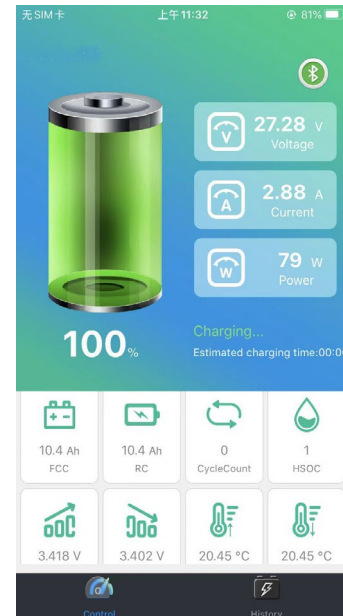 无SIM卡 上午11:32 81%
27.28 V
Voltage
V
2.88 A
Current
A
79 W
Power
W
100%
Charging...
Estimated charging time:00:0
10.4 Ah 10.4 Ah 0 1
FCC RC CycleCount HSOC
3.418 V 3.402 V 20.45 °C 20.45 °C
Control History